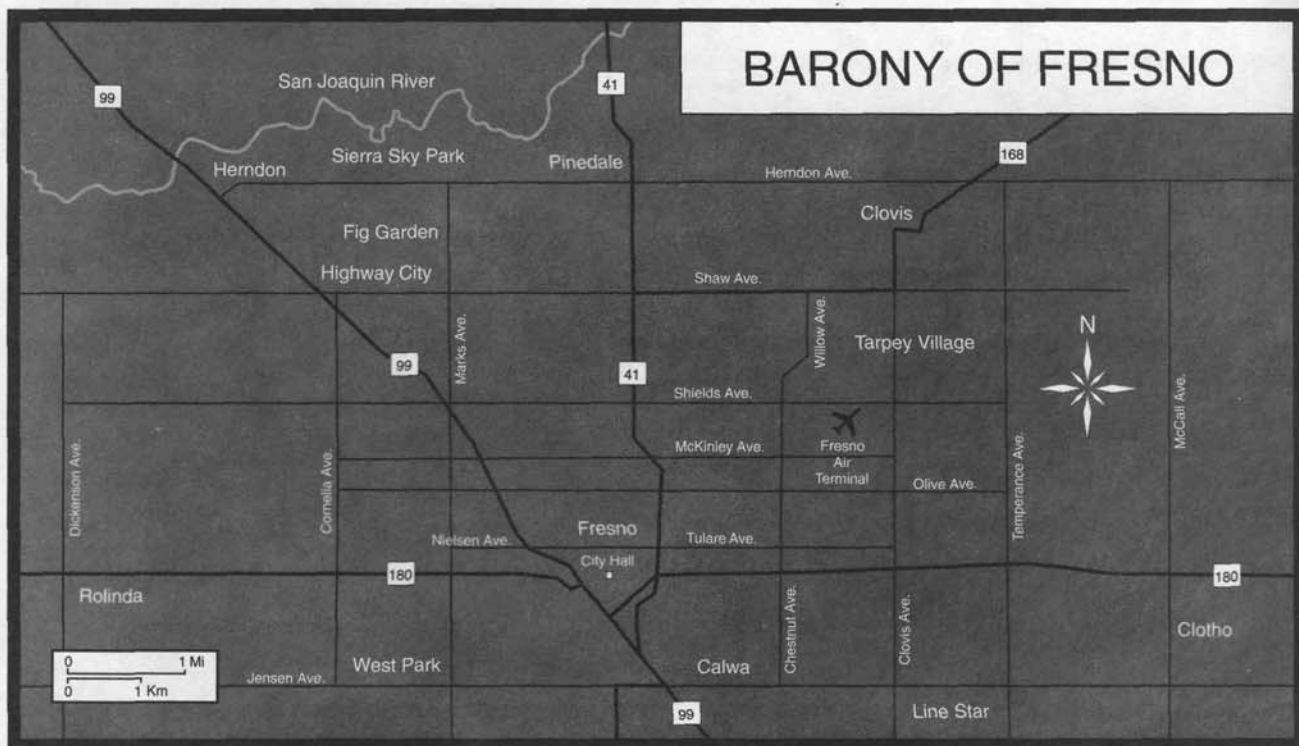 BARONY OF FRESNO
99
41
San Joaquin River
Sierra Sky Park
Pinedale
168
Herndon
Herndon Ave.
Clovis
Fig Garden
Highway City
Shaw Ave.
Willow Ave.
Tarpey Village
N
Marks Ave.
99
41
Shields Ave.
McKinley Ave.
Fresno
Air
Terminal
McCall Ave.
Dickenson Ave.
Cornelia Ave.
Olive Ave.
Temperance Ave.
Nielsen Ave.
Fresno
Tulare Ave.
City Hall
180
180
Rolinda
Chestnut Ave.
Clovis Ave.
Clotho
0 1 Mi
0 1 Km
West Park
Calwa
Jensen Ave.
99
Line Star